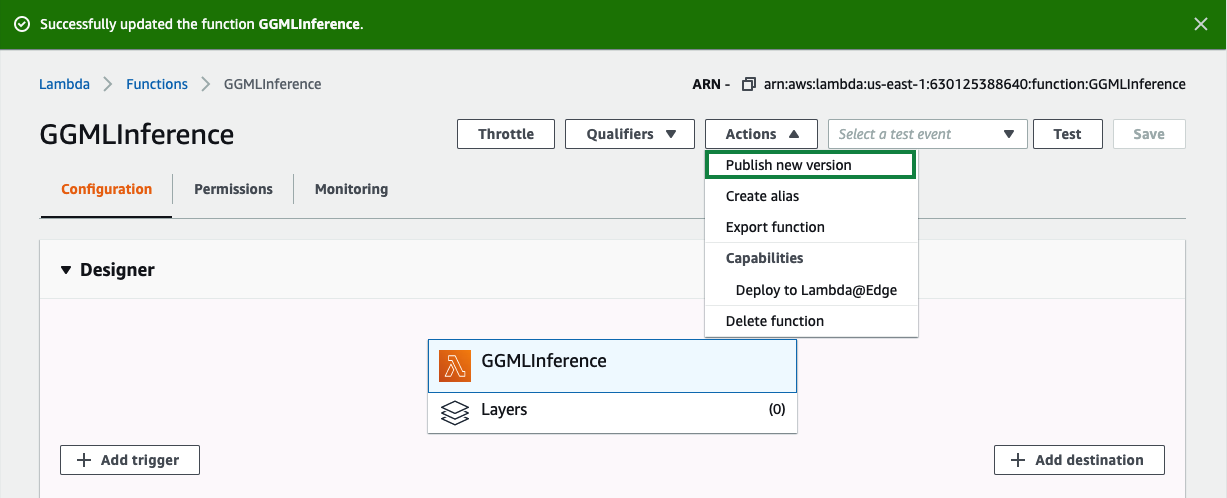 Successfully updated the function GGMLInference.
Lambda Functions GGMLInference ARN - arn:aws:lambda:us-east-1:630125388640:function:GGMLInference
GGMLInference Throttle Qualifiers Actions Select a test event Test Save
Publish new version
Configuration Permissions Monitoring
Create alias
Export function
Capabilities
Designer
Deploy to Lambda@Edge
Delete function
GGMLInference
Layers (0)
Add trigger Add destination